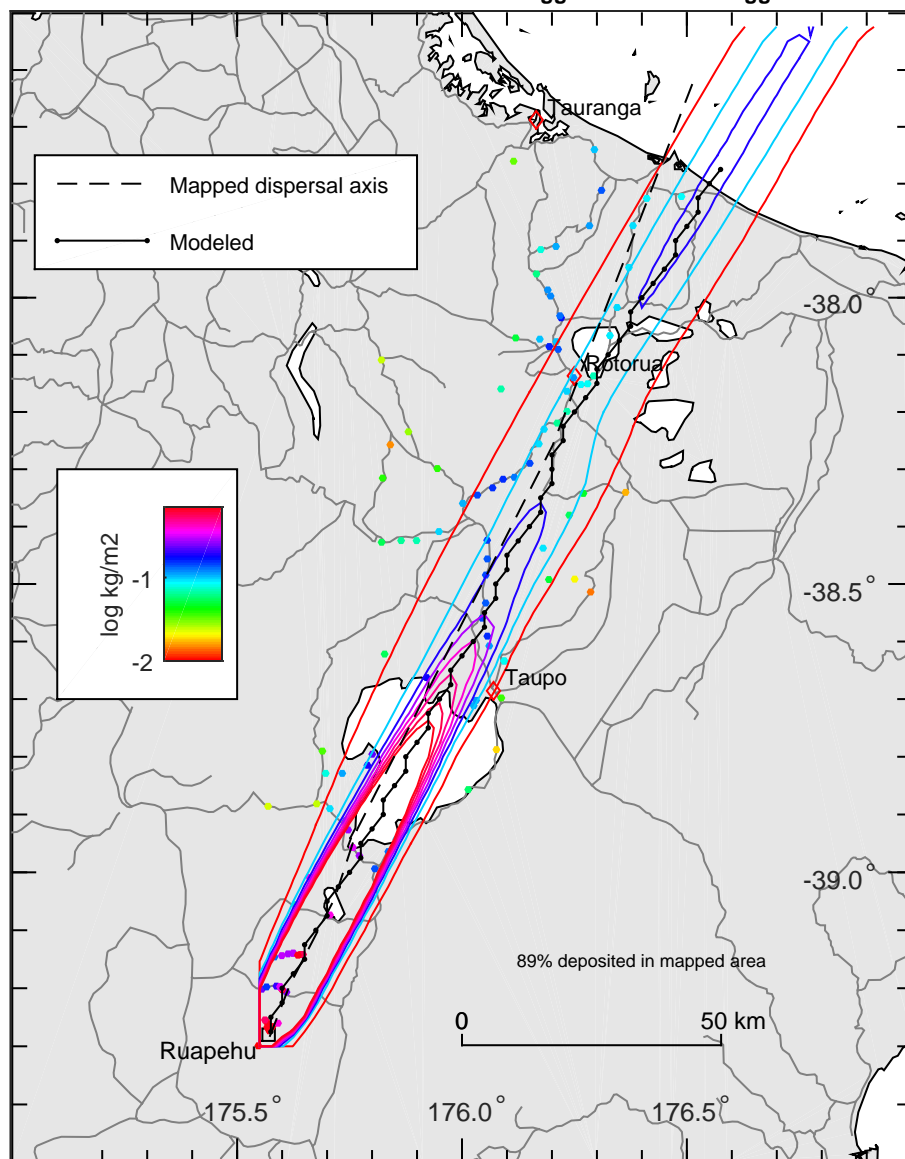 Tauranga
Mapped dispersal axis
Modeled
-38.0°
Rotorua
log kg/m2
-1
-2
-38.5°
Taupo
-39.0°
89% deposited in mapped area
0 50 km
Ruapehu
175.5° 176.0° 176.5°